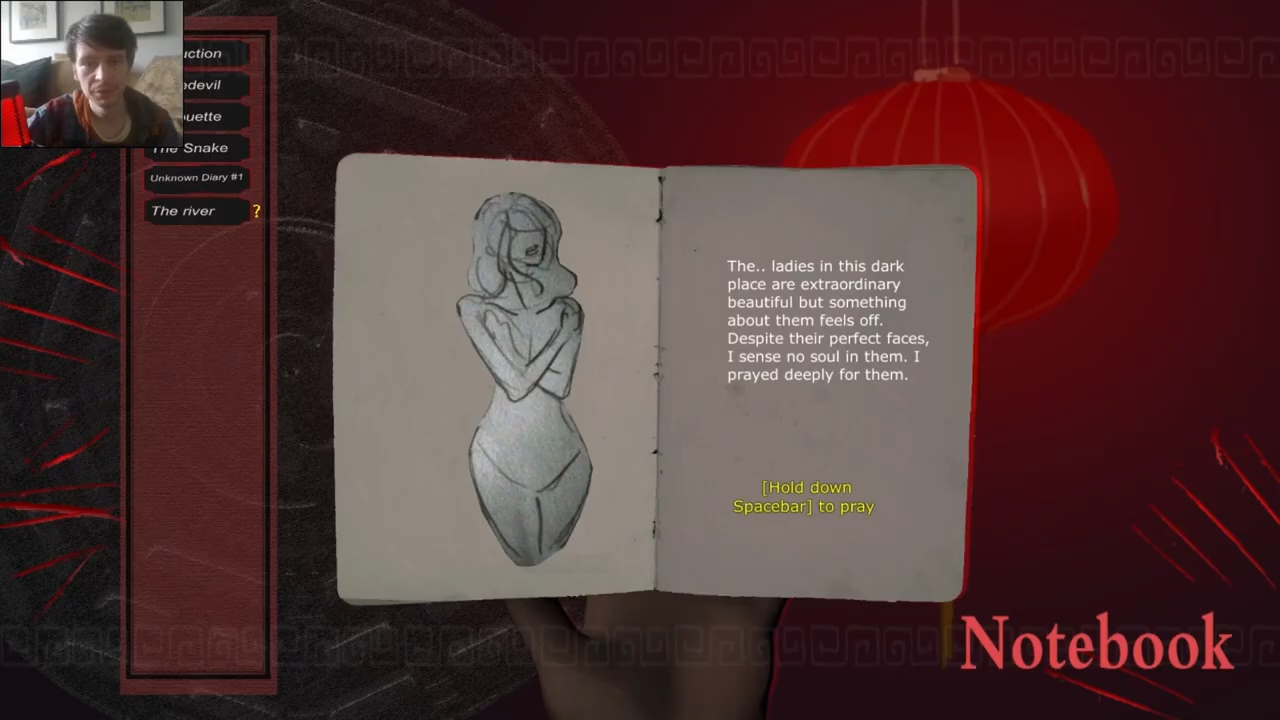 uction
edevil
uette
The Snake
Unknown Diary #1
The river ?
The.. ladies in this dark
place are extraordinary
beautiful but something
about them feels off.
Despite their perfect faces,
I sense no soul in them. I
prayed deeply for them.
[Hold down
Spacebar] to pray
Notebook